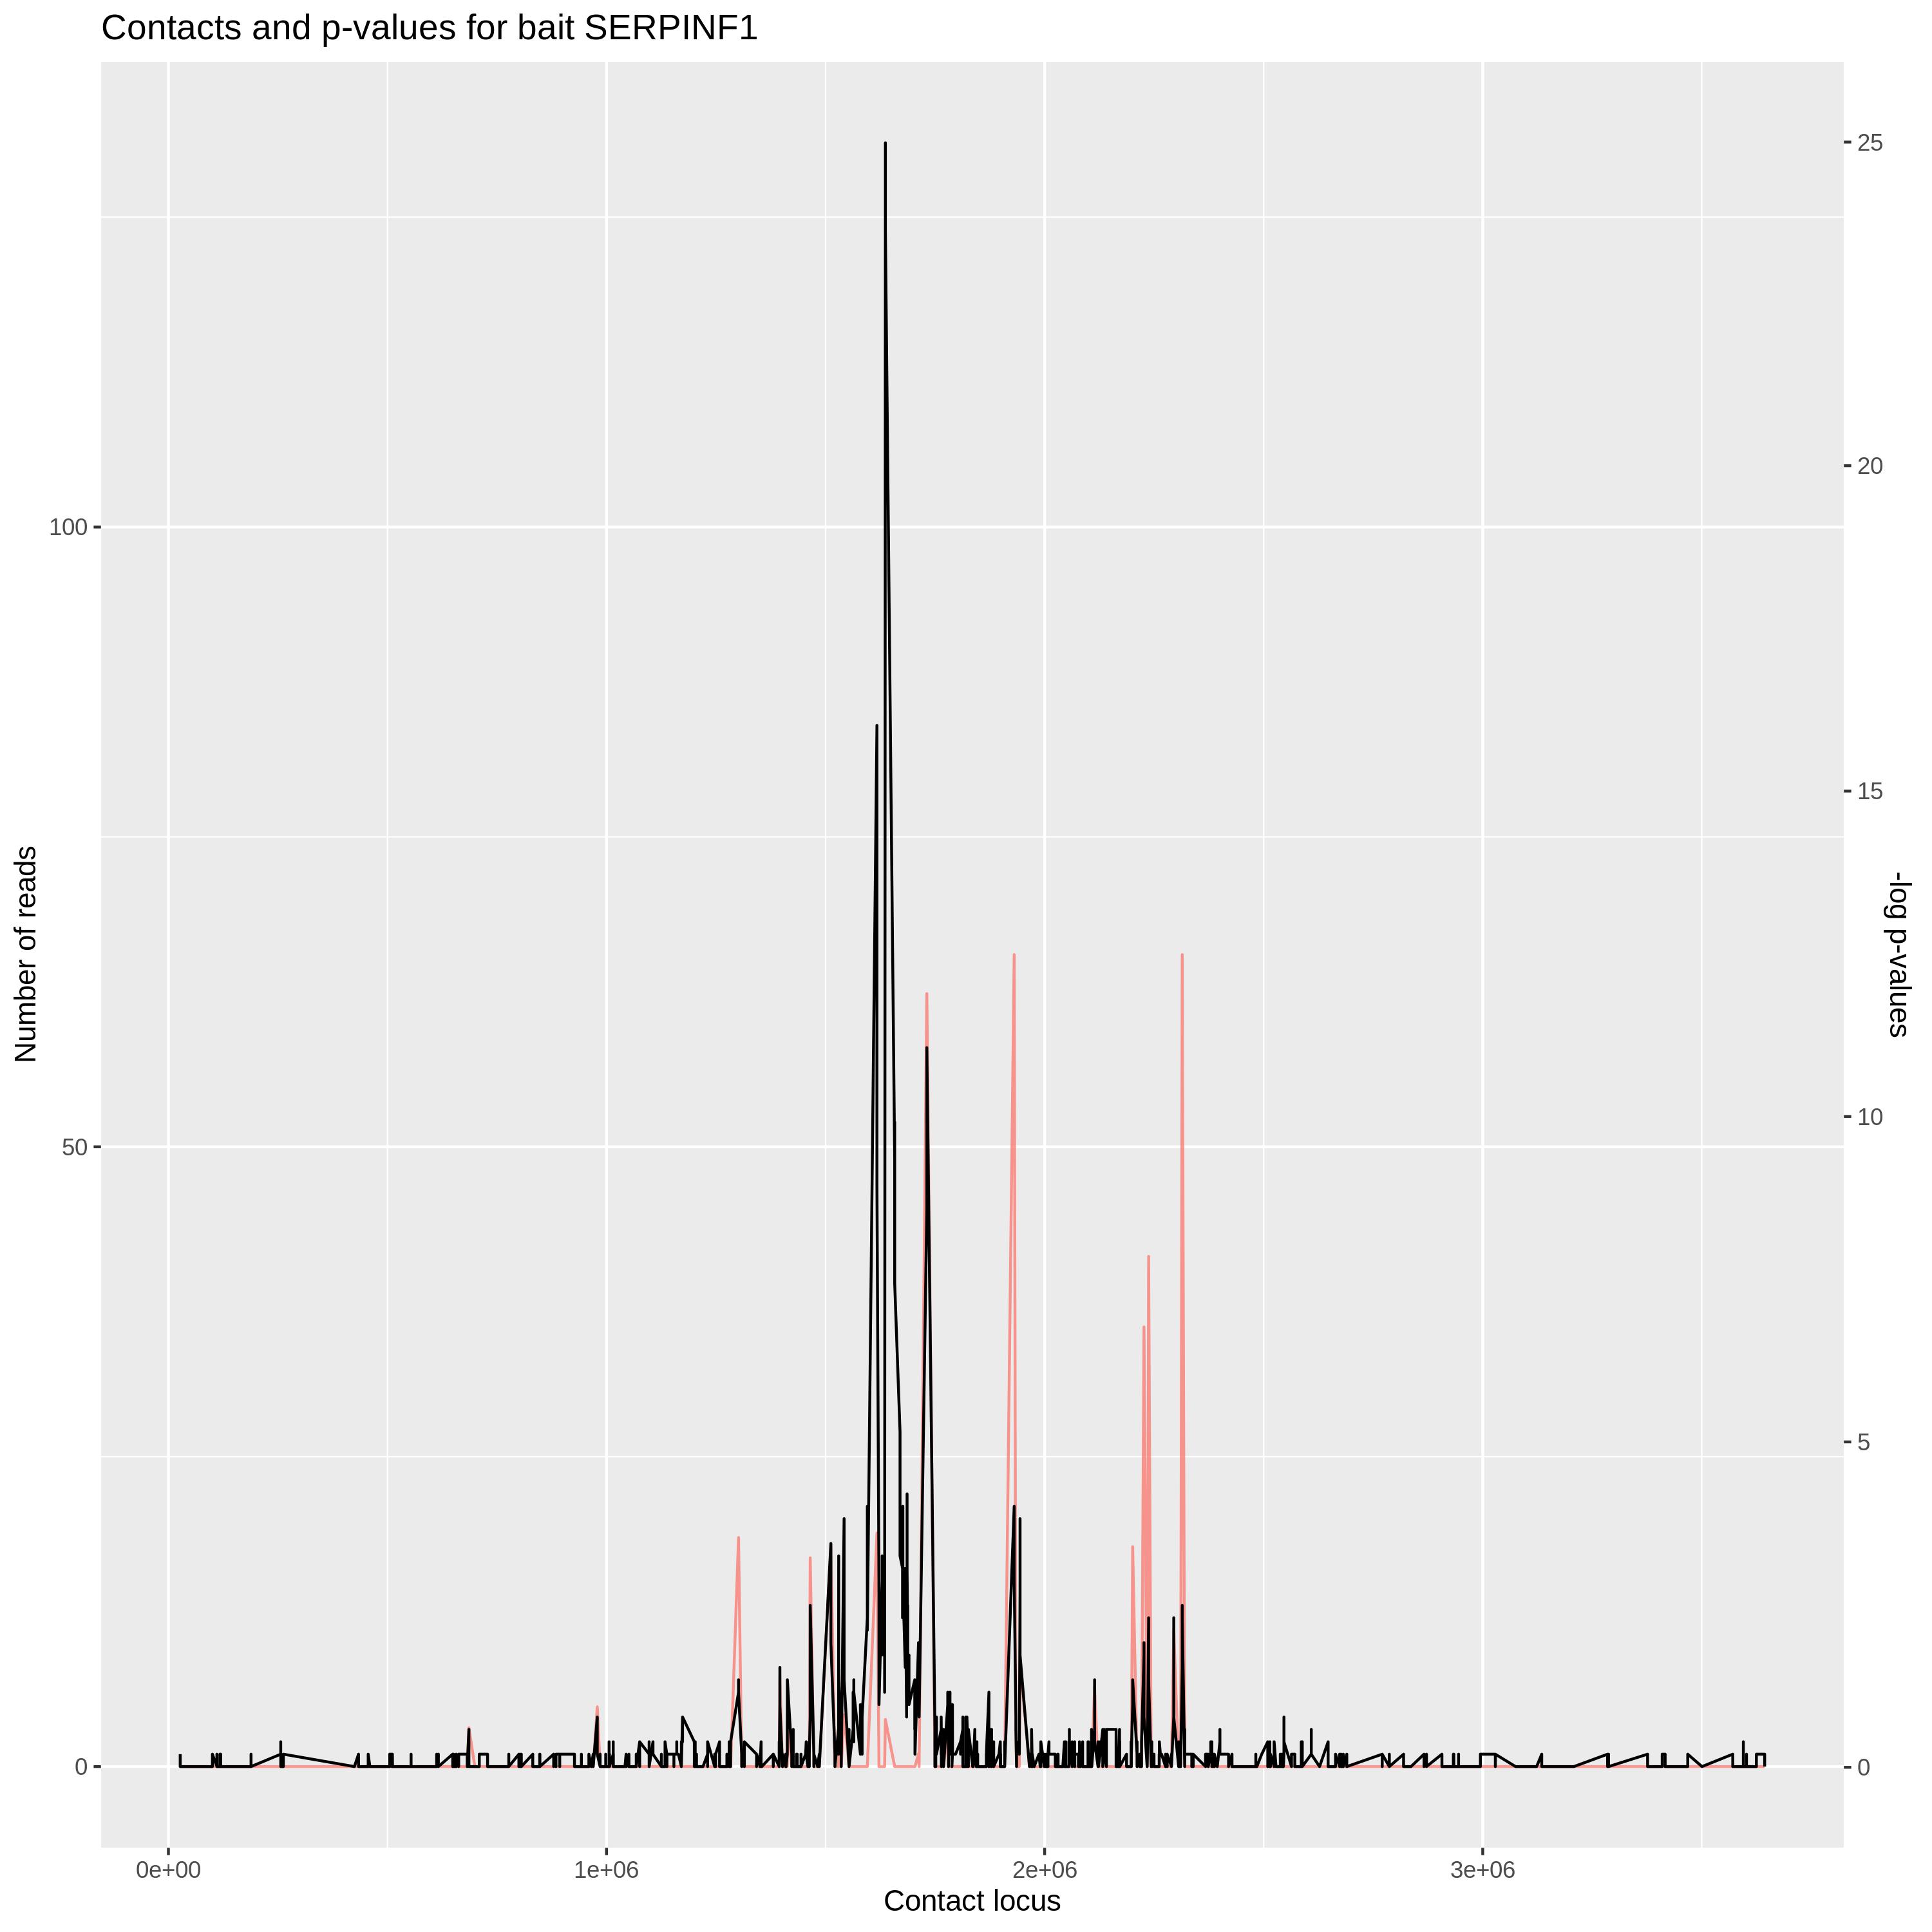 Contacts and p-values for bait SERPINF1
Number of reads
100
50
0
25
20
15
10
5
0
-log p-values
0e+00
1e+06
2e+06
3e+06
Contact locus